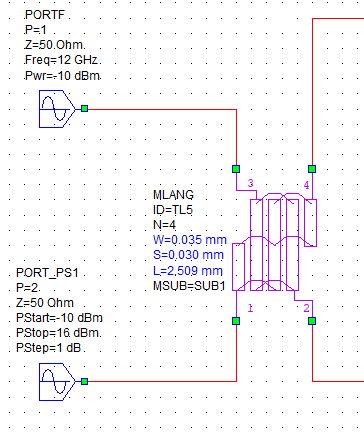 PORTF
P=1
Z=50 Ohm
Freq=12 GHz
Pwr=-10 dBm
3
4
MLANG
ID=TL5
N=4
W=0.035 mm
S=0.030 mm
L=2.509 mm
MSUB=SUB1
1
2
PORT_PS1
P=2
Z=50 Ohm
PStart=-10 dBm
PStop=16 dBm
PStep=1 dB